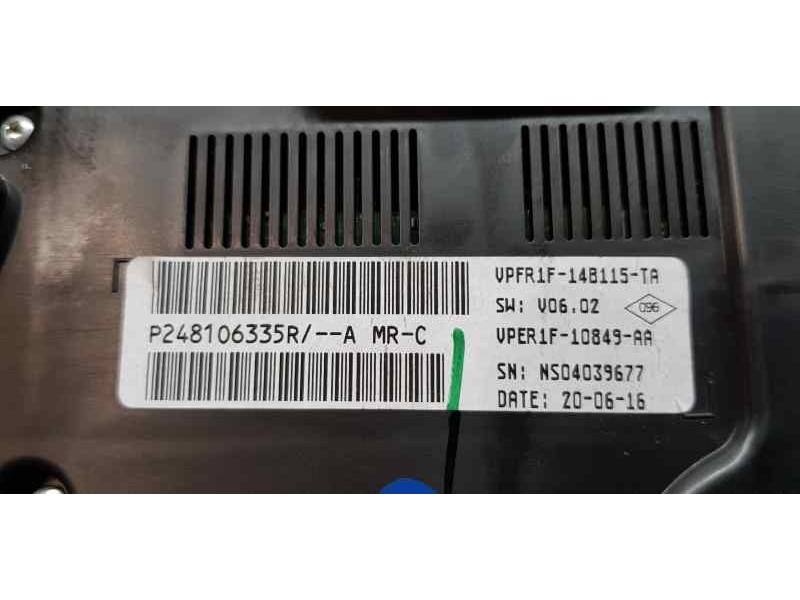 VPFR1F-14B115-TA
SW: V06.02
096
P248106335R/--A MR-C
VPER1F-10849-AA
SN: NS04039677
DATE: 20-06-16